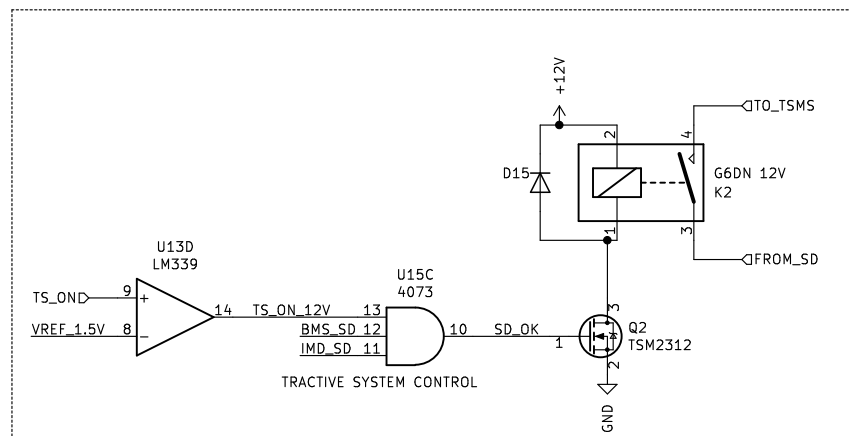 +12V
TO_TSMS
2
4
D15
G6DN 12V
K2
1
3
FROM_SD
U13D
LM339
U15C
4073
TS_ON
9
+
14
TS_ON_12V
13
3
Q2
VREF_1.5V
8
-
BMS_SD
12
10
SD_OK
1
TSM2312
IMD_SD
11
2
TRACTIVE SYSTEM CONTROL
GND